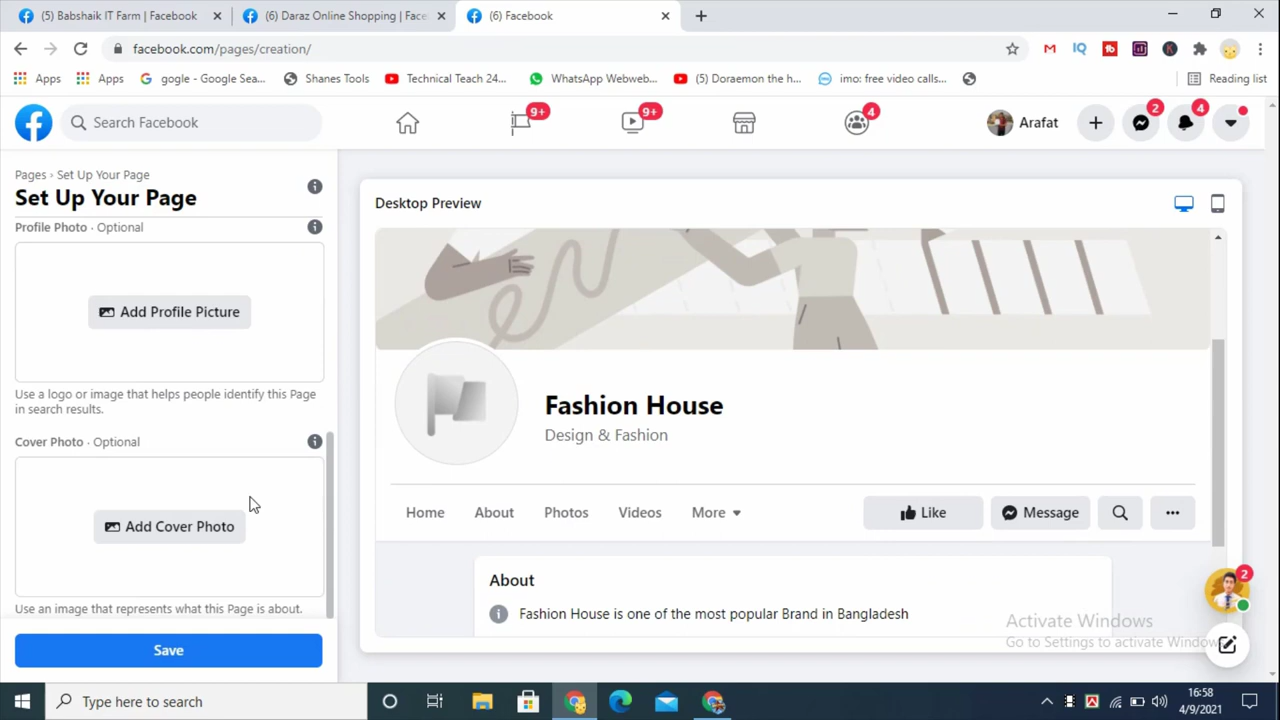 (5) Babshaik IT Farm | Facebook
(6) Daraz Online Shopping | Face
(6) Facebook
facebook.com/pages/creation/
Apps
Apps
gogle - Google Sea...
Shanes Tools
Technical Teach 24...
WhatsApp Webweb...
(5) Doraemon the h...
imo: free video calls...
Reading list
Search Facebook
9+
9+
4
Arafat
2
4
Pages › Set Up Your Page
Set Up Your Page
Profile Photo · Optional
Add Profile Picture
Use a logo or image that helps people identify this Page
in search results.
Cover Photo · Optional
Add Cover Photo
Use an image that represents what this Page is about.
Save
Desktop Preview
Fashion House
Design & Fashion
Home
About
Photos
Videos
More
Like
Message
About
Fashion House is one of the most popular Brand in Bangladesh
2
Activate Windows
Go to Settings to activate Window
Type here to search
16:58
4/9/2021